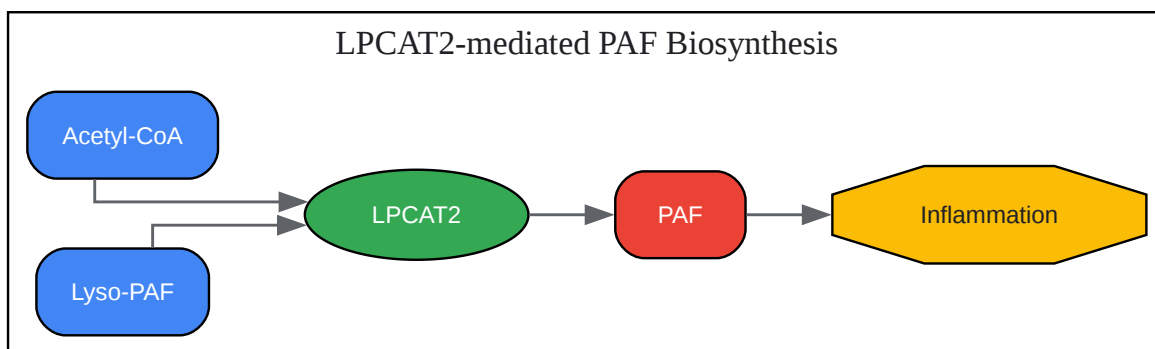 LPCAT2-mediated PAF Biosynthesis
Acetyl-CoA
Lyso-PAF
LPCAT2
PAF
Inflammation